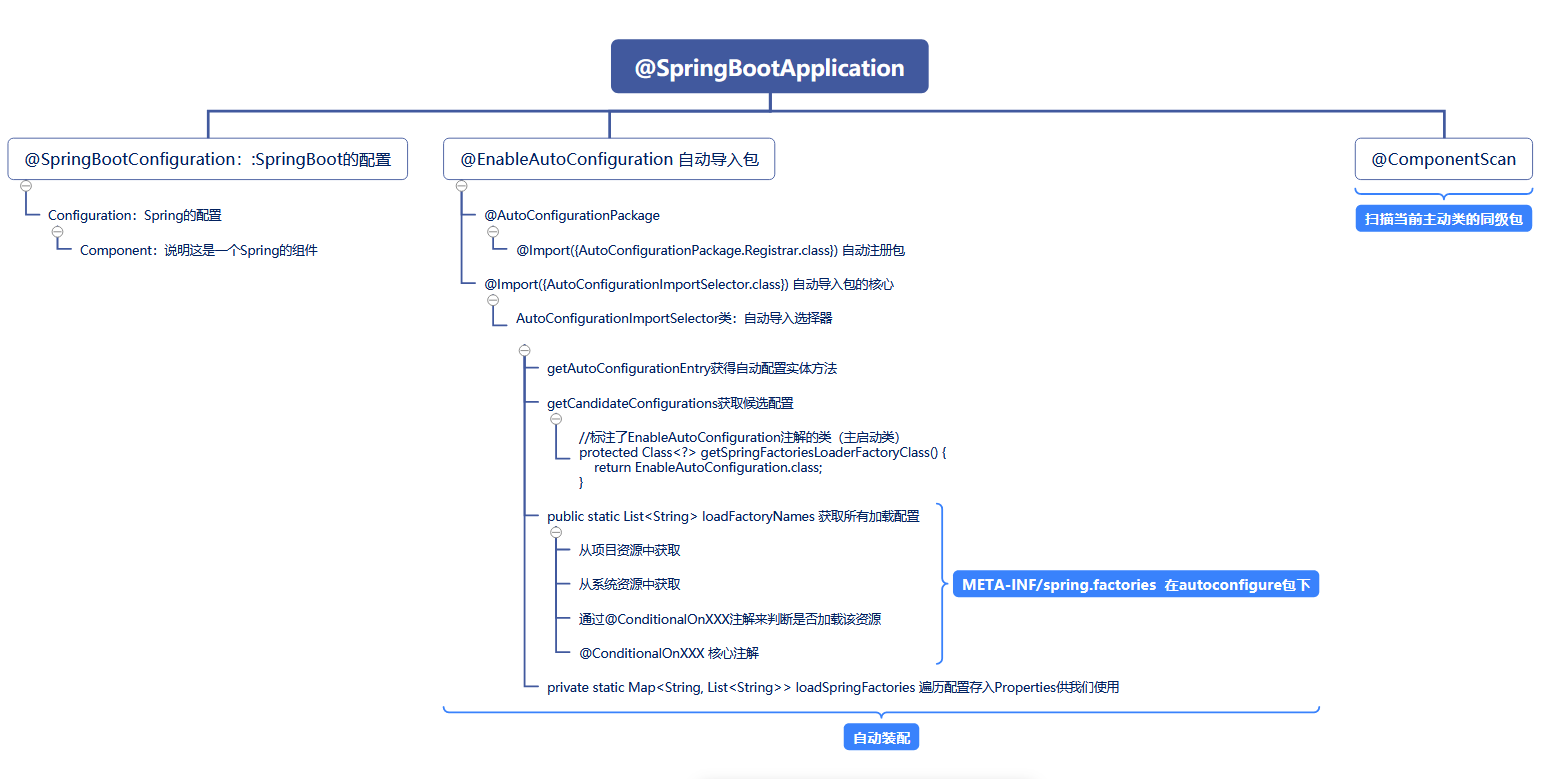 @SpringBootApplication
@SpringBootConfiguration：:SpringBoot的配置
Configuration：Spring的配置
Component：说明这是一个Spring的组件
@EnableAutoConfiguration 自动导入包
@AutoConfigurationPackage
@Import({AutoConfigurationPackage.Registrar.class}) 自动注册包
@Import({AutoConfigurationImportSelector.class}) 自动导入包的核心
AutoConfigurationImportSelector类：自动导入选择器
getAutoConfigurationEntry获得自动配置实体方法
getCandidateConfigurations获取候选配置
//标注了EnableAutoConfiguration注解的类（主启动类）
protected Class<?> getSpringFactoriesLoaderFactoryClass() {
return EnableAutoConfiguration.class;
}
public static List<String> loadFactoryNames 获取所有加载配置
从项目资源中获取
从系统资源中获取
通过@ConditionalOnXXX注解来判断是否加载该资源
@ConditionalOnXXX 核心注解
META-INF/spring.factories 在autoconfigure包下
private static Map<String, List<String>> loadSpringFactories 遍历配置存入Properties供我们使用
自动装配
@ComponentScan
扫描当前主动类的同级包